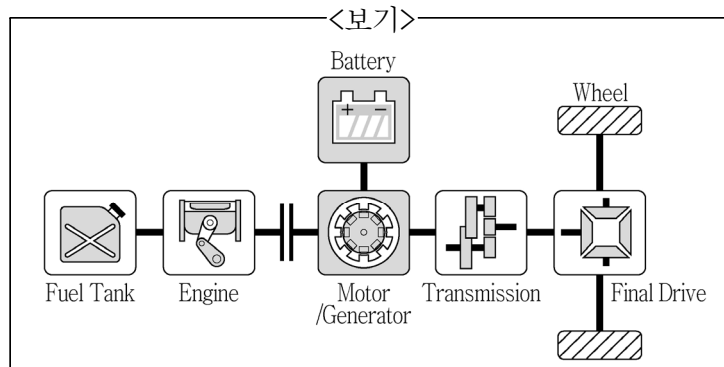 <보기>
Battery
Wheel
Fuel Tank
Engine
Motor
/Generator
Transmission
Final Drive